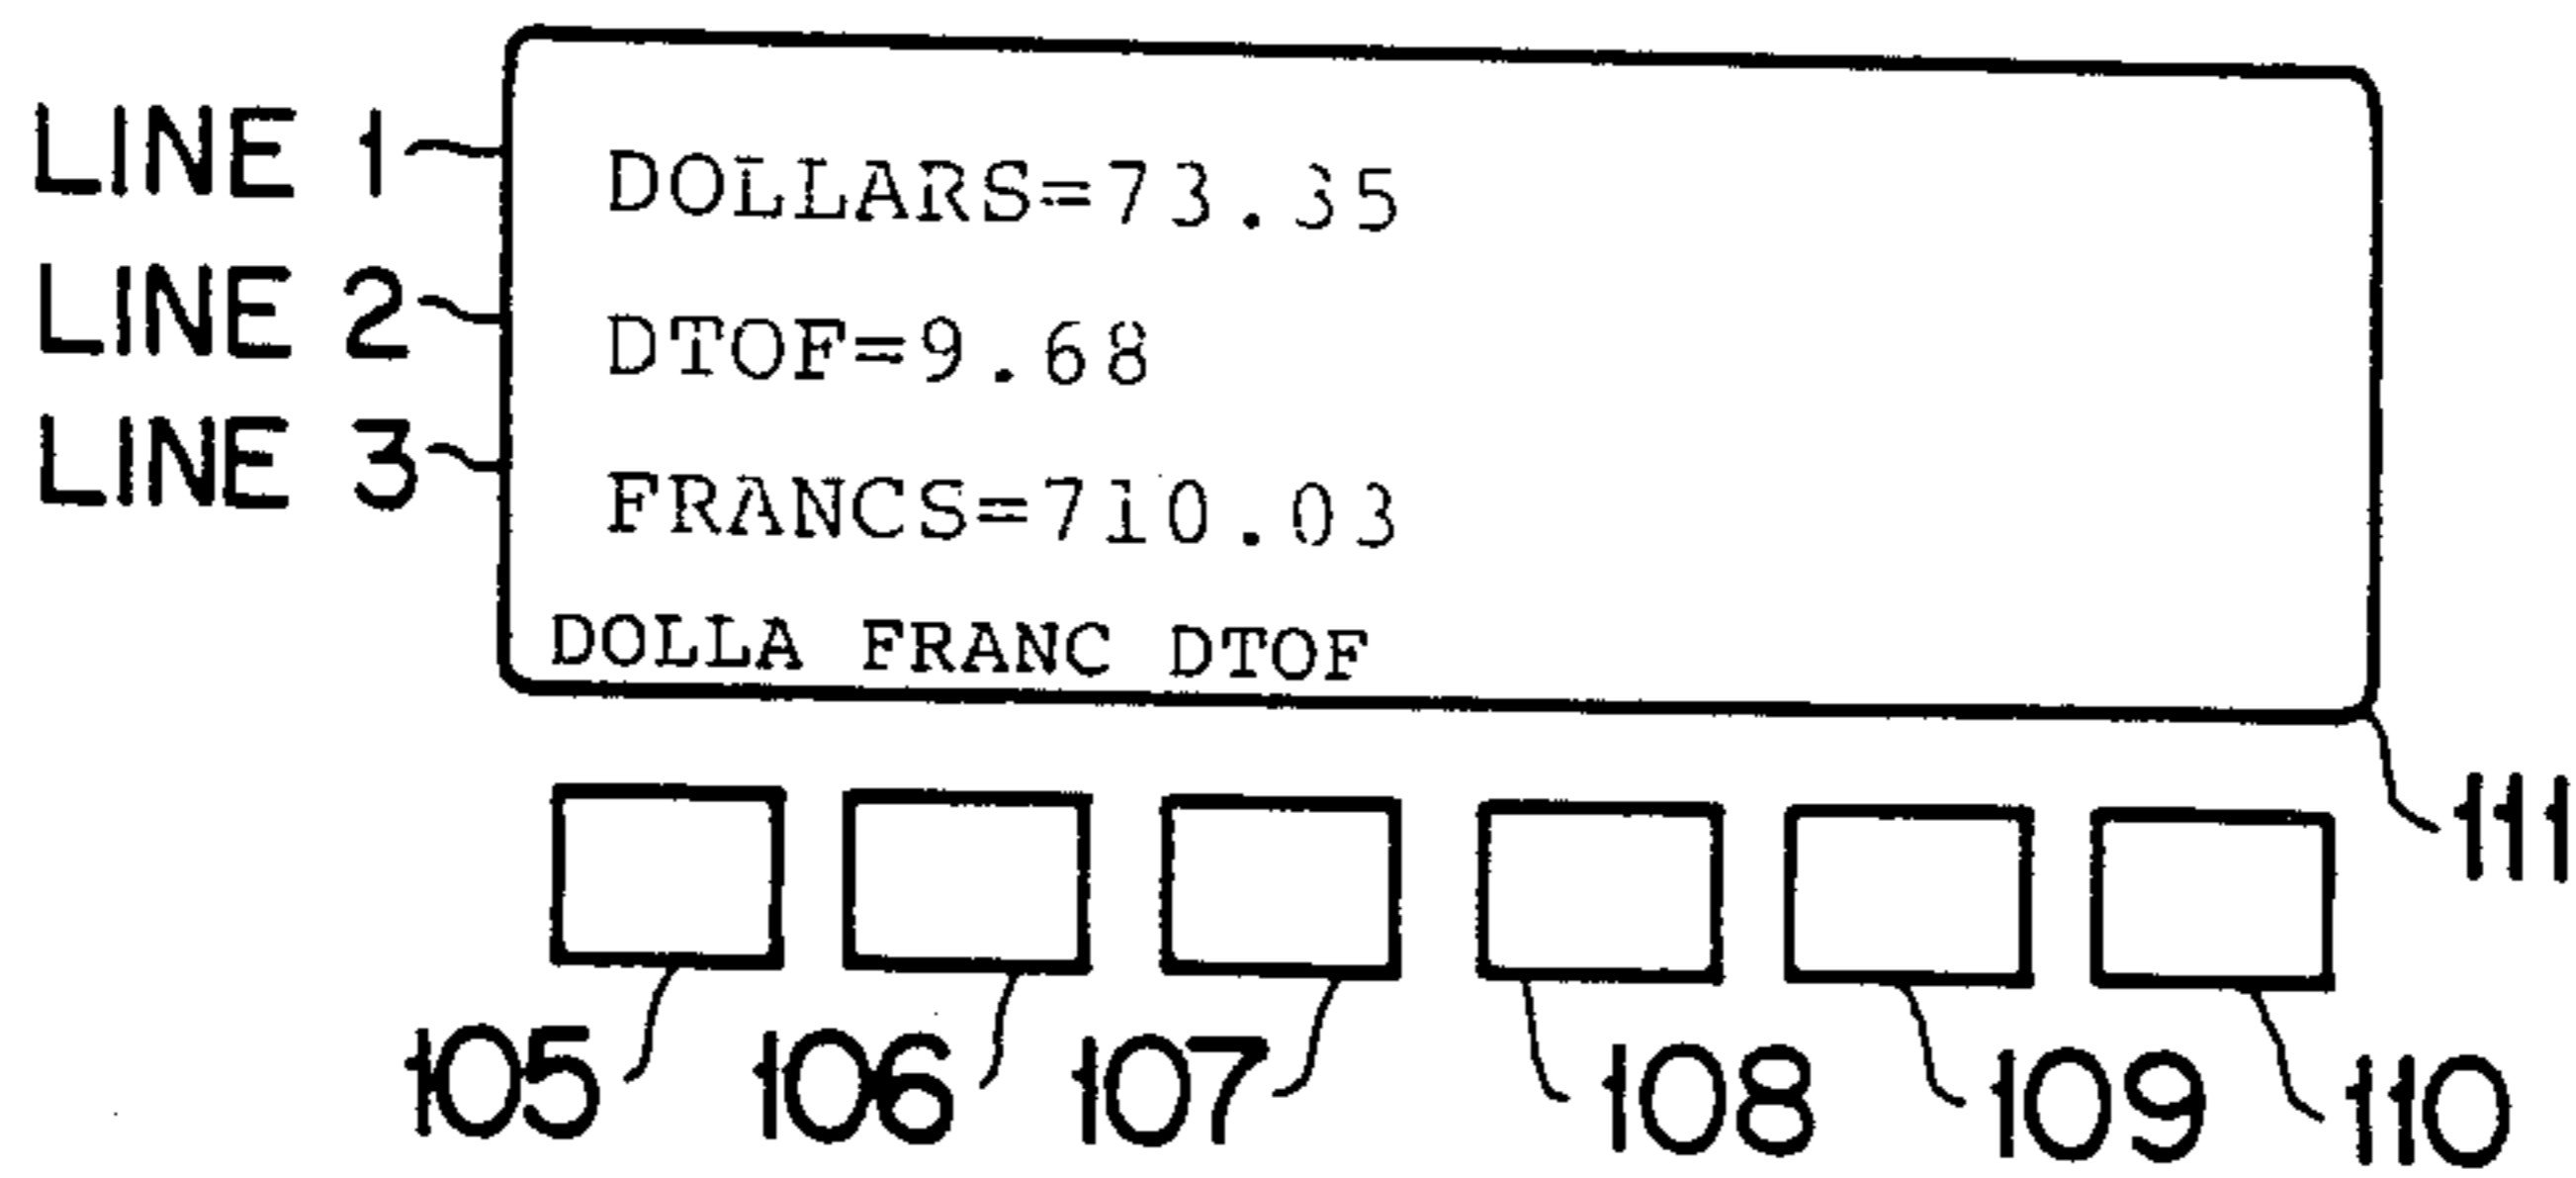 LINE 1 DOLLARS=73.35
LINE 2 DTOF=9.68
LINE 3 FRANCS=710.03
DOLLA FRANC DTOF
111
105 106 107 108 109 110